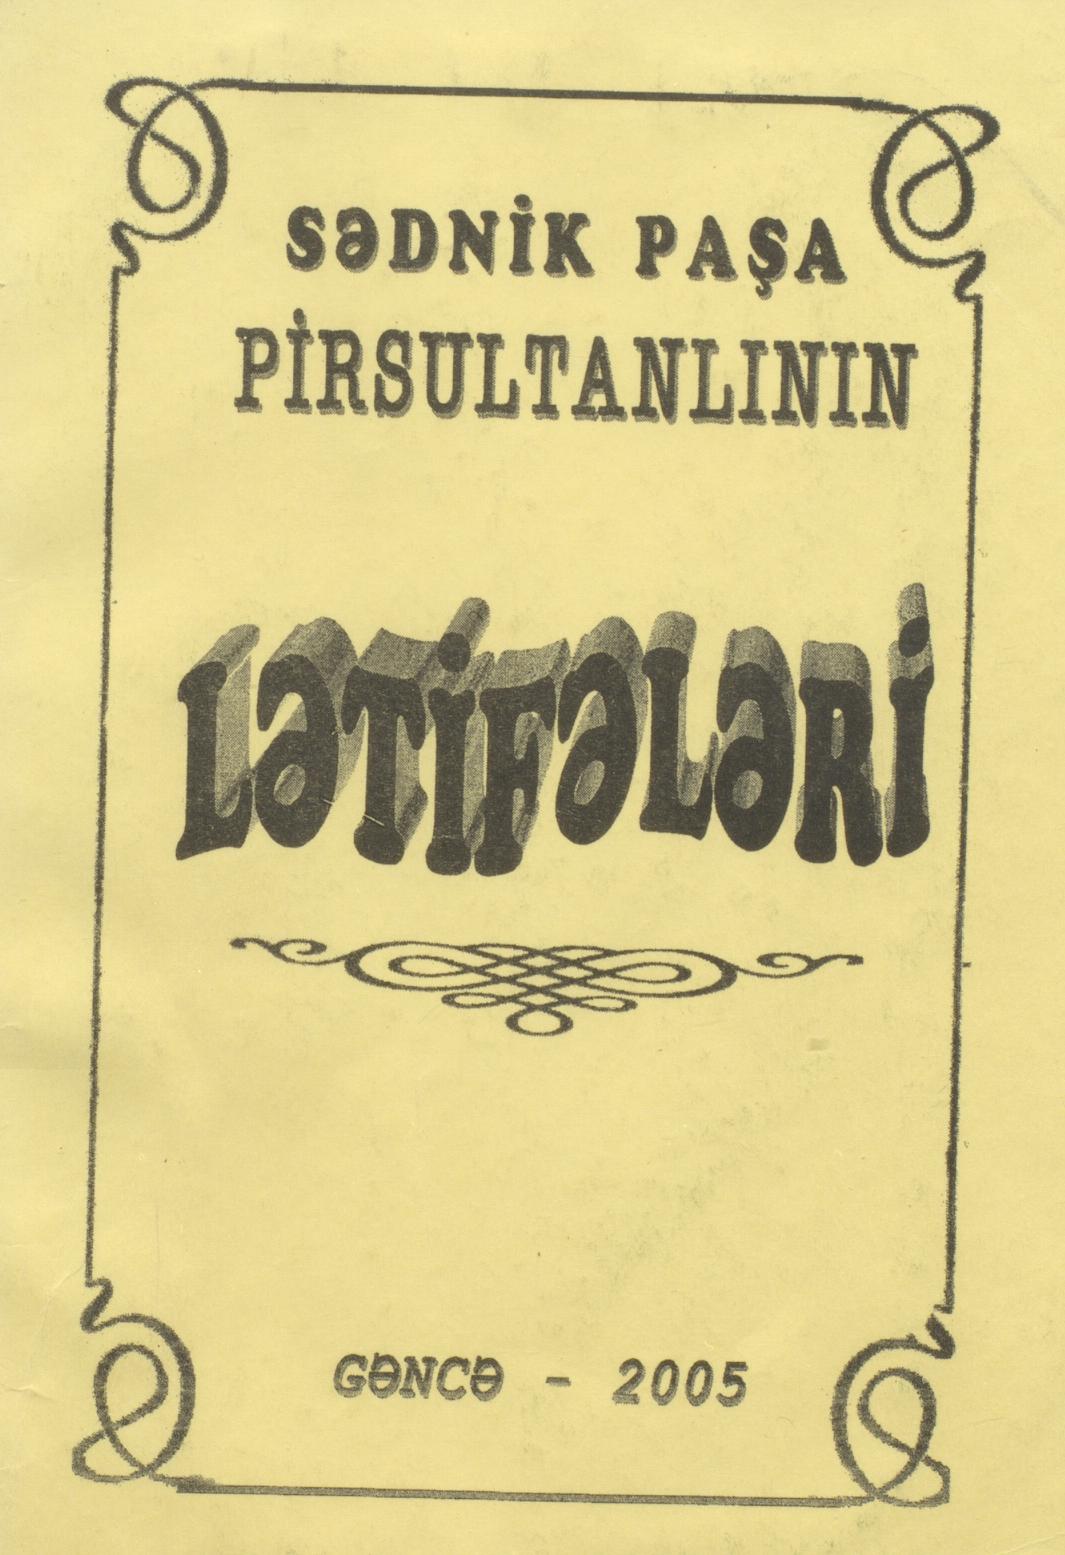 SƏDNİK PAŞA
PİRSULTANLININ
LƏTİFƏLƏRİ
GƏNCƏ - 2005